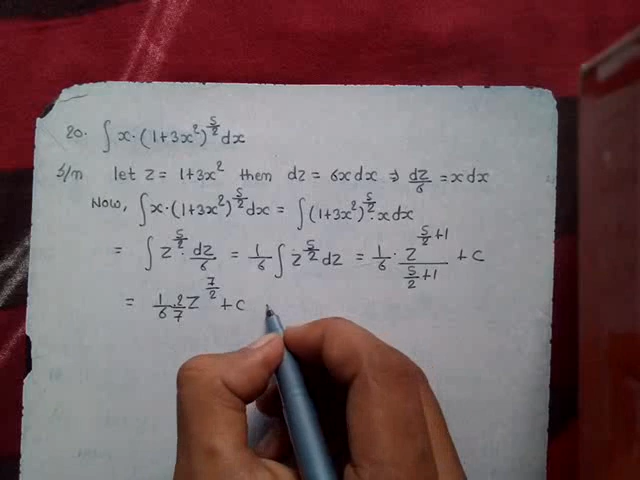 20. ∫ x·(1+3x²)^(5/2) dx
S/n let z = 1+3x² then dz = 6x dx ⇒ dz/6 = x dx
Now, ∫ x·(1+3x²)^(5/2) dx = ∫ (1+3x²)^(5/2)·x dx
= ∫ z^(5/2)·dz/6 = 1/6 ∫ z^(5/2) dz = 1/6 · z^(5/2+1)/(5/2+1) + c
= 1/6·2/7 z^(7/2) + c